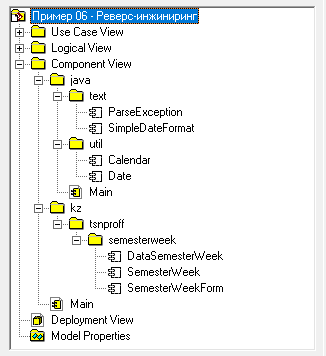 Пример 06 - Реверс-инжиниринг
Use Case View
Logical View
Component View
java
text
ParseException
SimpleDateFormat
util
Calendar
Date
Main
kz
tsnproff
semesterweek
DataSemesterWeek
SemesterWeek
SemesterWeekForm
Main
Deployment View
Model Properties